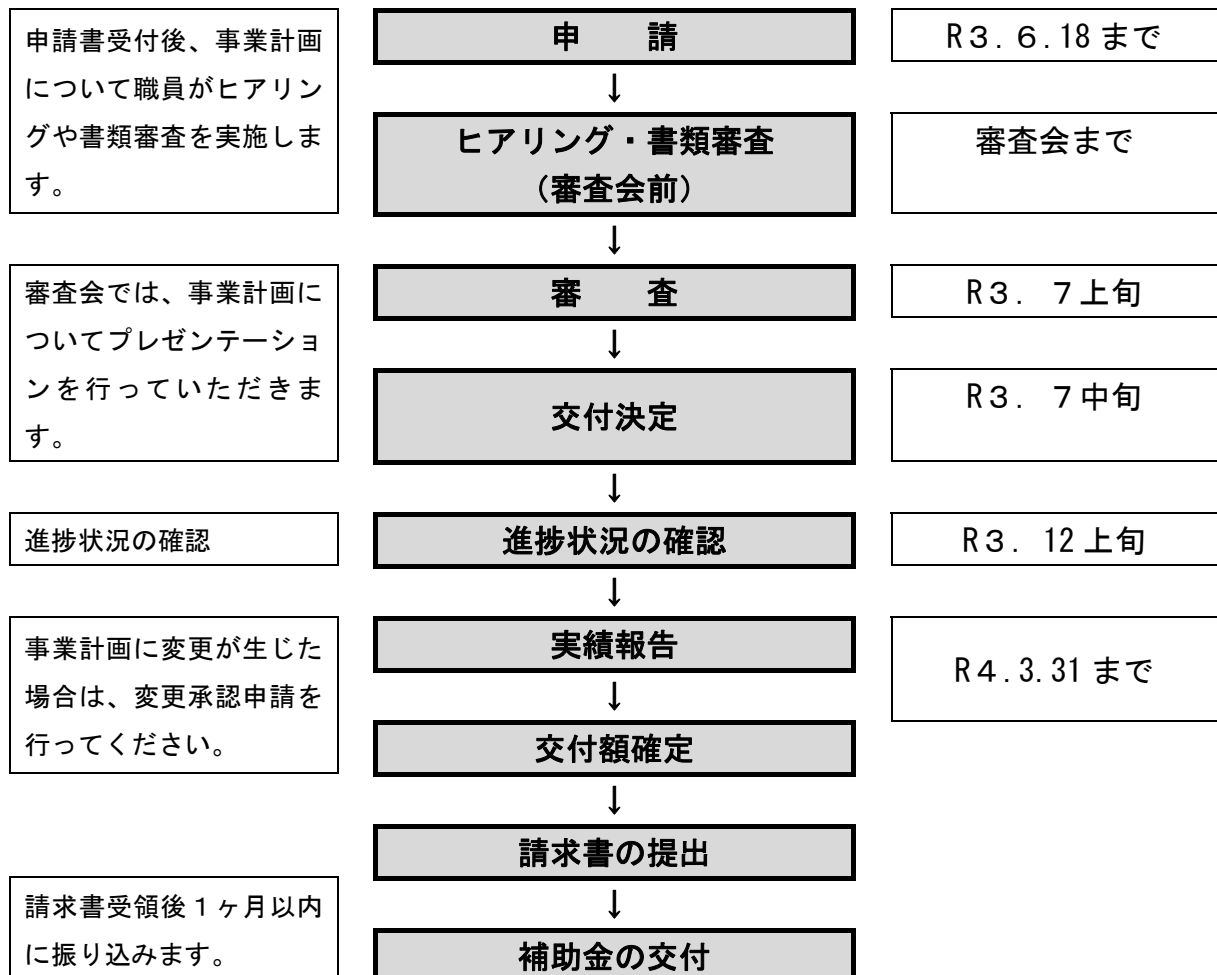 申請書受付後、事業計画
について職員がヒアリン
グや書類審査を実施しま
す。
申　　請
R３.６.18 まで
↓
ヒアリング・書類審査
（審査会前）
審査会まで
↓
審査会では、事業計画に
ついてプレゼンテーショ
ンを行っていただきま
す。
審　　査
R３. ７上旬
↓
交付決定
R３. ７中旬
↓
進捗状況の確認
進捗状況の確認
R３. 12 上旬
↓
事業計画に変更が生じた
場合は、変更承認申請を
行ってください。
実績報告
R４.3.31 まで
↓
交付額確定
↓
請求書の提出
↓
請求書受領後１ヶ月以内
に振り込みます。
補助金の交付